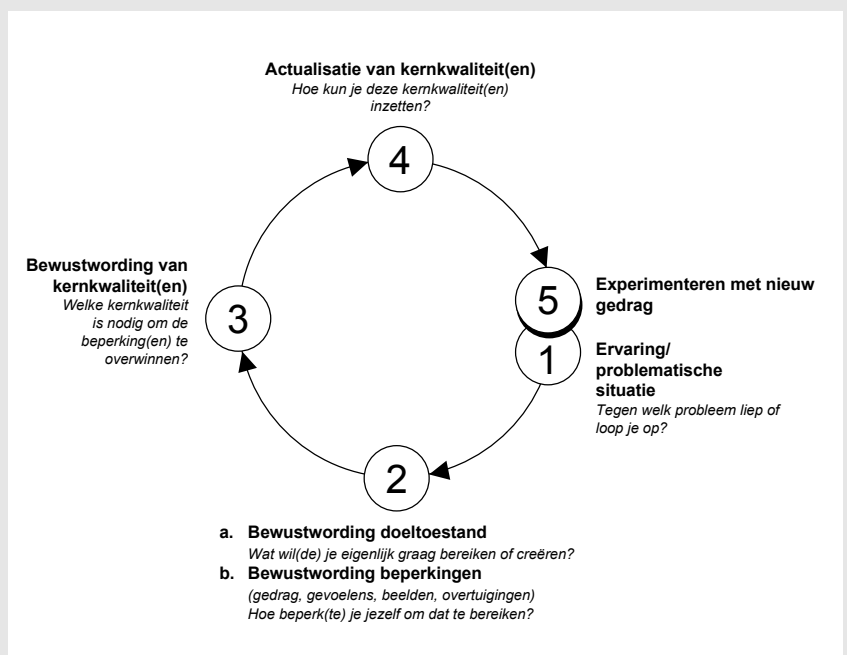 Actualisatie van kernkwaliteit(en)
Hoe kun je deze kernkwaliteit(en)
inzetten?
4
Bewustwording van
kernkwaliteit(en)
Welke kernkwaliteit
is nodig om de
beperking(en) te
overwinnen?
3
5
Experimenteren met nieuw
gedrag
1
Ervaring/
problematische
situatie
Tegen welk probleem liep of
loop je op?
2
a. Bewustwording doeltoestand
Wat wil(de) je eigenlijk graag bereiken of creëren?
b. Bewustwording beperkingen
(gedrag, gevoelens, beelden, overtuigingen)
Hoe beperk(te) je jezelf om dat te bereiken?